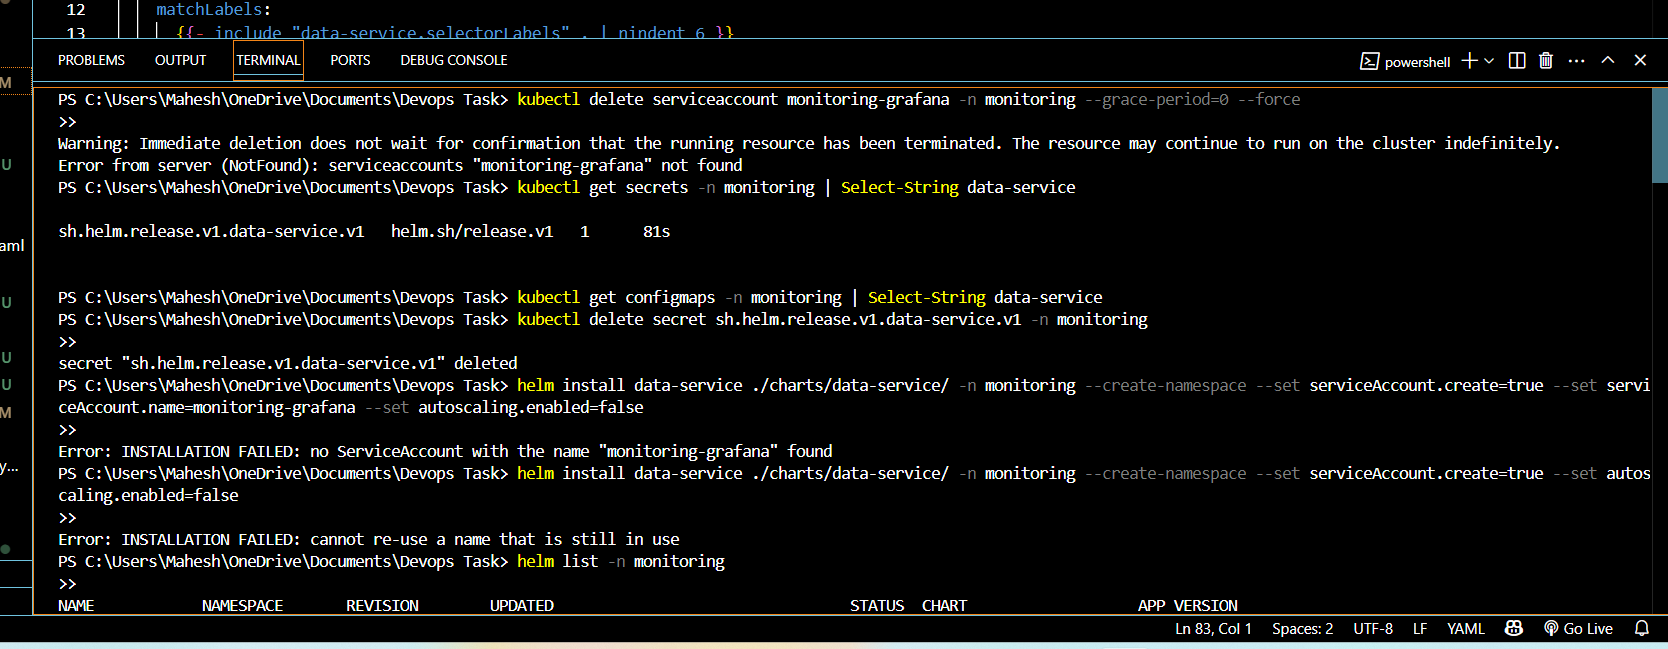 12 matchLabels:
13 {{- include "data-service.selectorLabels" . | nindent 6 }}
PROBLEMS OUTPUT TERMINAL PORTS DEBUG CONSOLE powershell
M
PS C:\Users\Mahesh\OneDrive\Documents\Devops Task> kubectl delete serviceaccount monitoring-grafana -n monitoring --grace-period=0 --force
>>
Warning: Immediate deletion does not wait for confirmation that the running resource has been terminated. The resource may continue to run on the cluster indefinitely.
U
Error from server (NotFound): serviceaccounts "monitoring-grafana" not found
PS C:\Users\Mahesh\OneDrive\Documents\Devops Task> kubectl get secrets -n monitoring | Select-String data-service
sh.helm.release.v1.data-service.v1 helm.sh/release.v1 1 81s
aml
PS C:\Users\Mahesh\OneDrive\Documents\Devops Task> kubectl get configmaps -n monitoring | Select-String data-service
U
PS C:\Users\Mahesh\OneDrive\Documents\Devops Task> kubectl delete secret sh.helm.release.v1.data-service.v1 -n monitoring
>>
U
secret "sh.helm.release.v1.data-service.v1" deleted
U
PS C:\Users\Mahesh\OneDrive\Documents\Devops Task> helm install data-service ./charts/data-service/ -n monitoring --create-namespace --set serviceAccount.create=true --set servi
ceAccount.name=monitoring-grafana --set autoscaling.enabled=false
M
>>
Error: INSTALLATION FAILED: no ServiceAccount with the name "monitoring-grafana" found
y...
PS C:\Users\Mahesh\OneDrive\Documents\Devops Task> helm install data-service ./charts/data-service/ -n monitoring --create-namespace --set serviceAccount.create=true --set autos
caling.enabled=false
>>
Error: INSTALLATION FAILED: cannot re-use a name that is still in use
PS C:\Users\Mahesh\OneDrive\Documents\Devops Task> helm list -n monitoring
>>
NAME NAMESPACE REVISION UPDATED STATUS CHART APP VERSION
Ln 83, Col 1 Spaces: 2 UTF-8 LF YAML Go Live